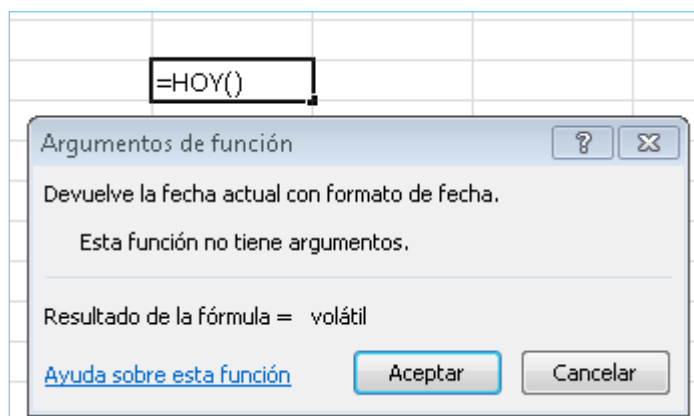 =HOY()
Argumentos de función
Devuelve la fecha actual con formato de fecha.
Esta función no tiene argumentos.
Resultado de la fórmula = volátil
Ayuda sobre esta función Aceptar Cancelar